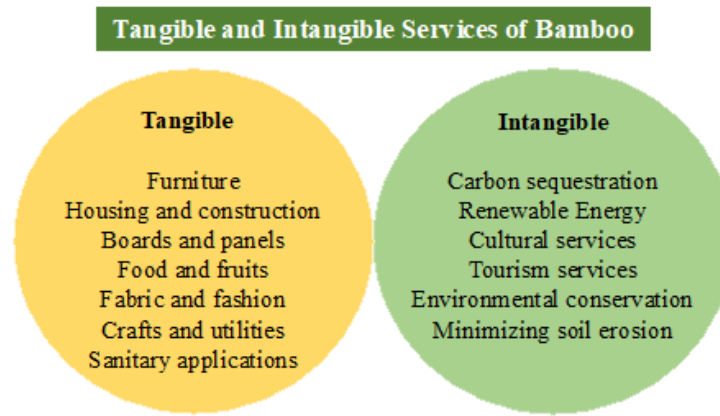 Tangible and Intangible Services of Bamboo
Tangible
Furniture
Housing and construction
Boards and panels
Food and fruits
Fabric and fashion
Crafts and utilities
Sanitary applications
Intangible
Carbon sequestration
Renewable Energy
Cultural services
Tourism services
Environmental conservation
Minimizing soil erosion